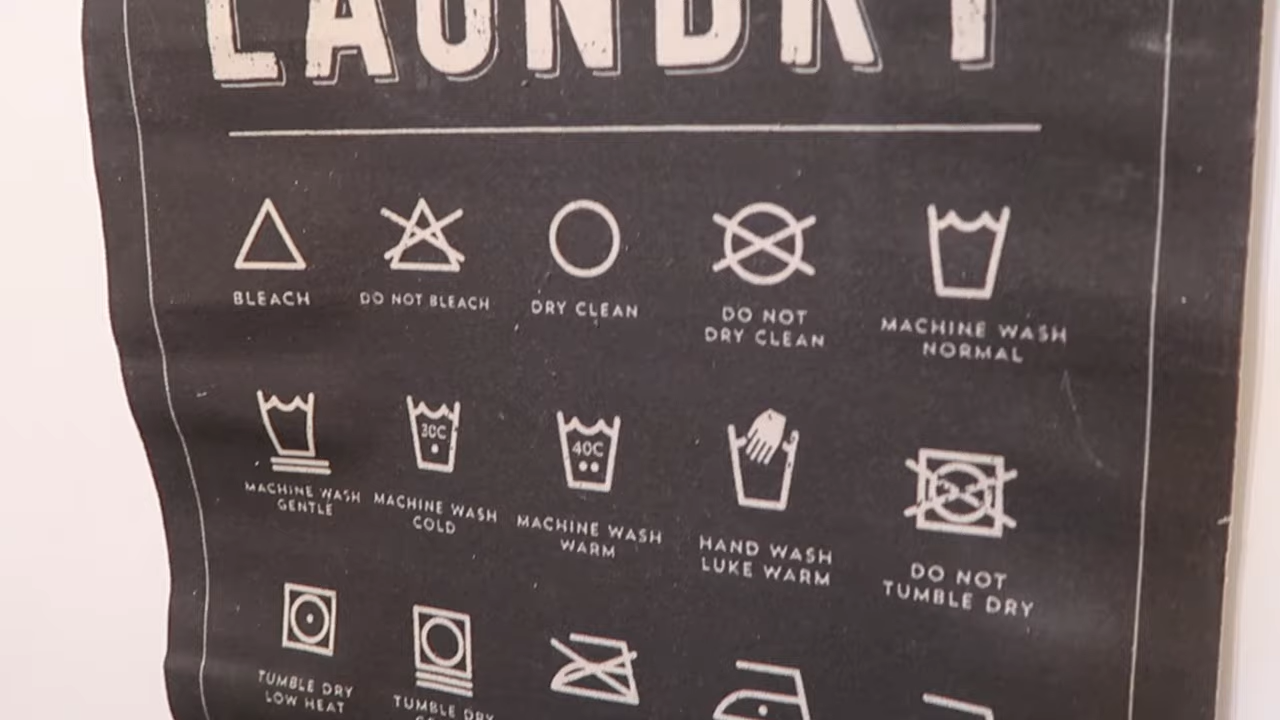 LAUNDRY
BLEACH
DO NOT BLEACH
DRY CLEAN
DO NOT
DRY CLEAN
MACHINE WASH
NORMAL
MACHINE WASH
GENTLE
30C
MACHINE WASH
COLD
40C
MACHINE WASH
WARM
HAND WASH
LUKE WARM
DO NOT
TUMBLE DRY
TUMBLE DRY
LOW HEAT
TUMBLE DRY